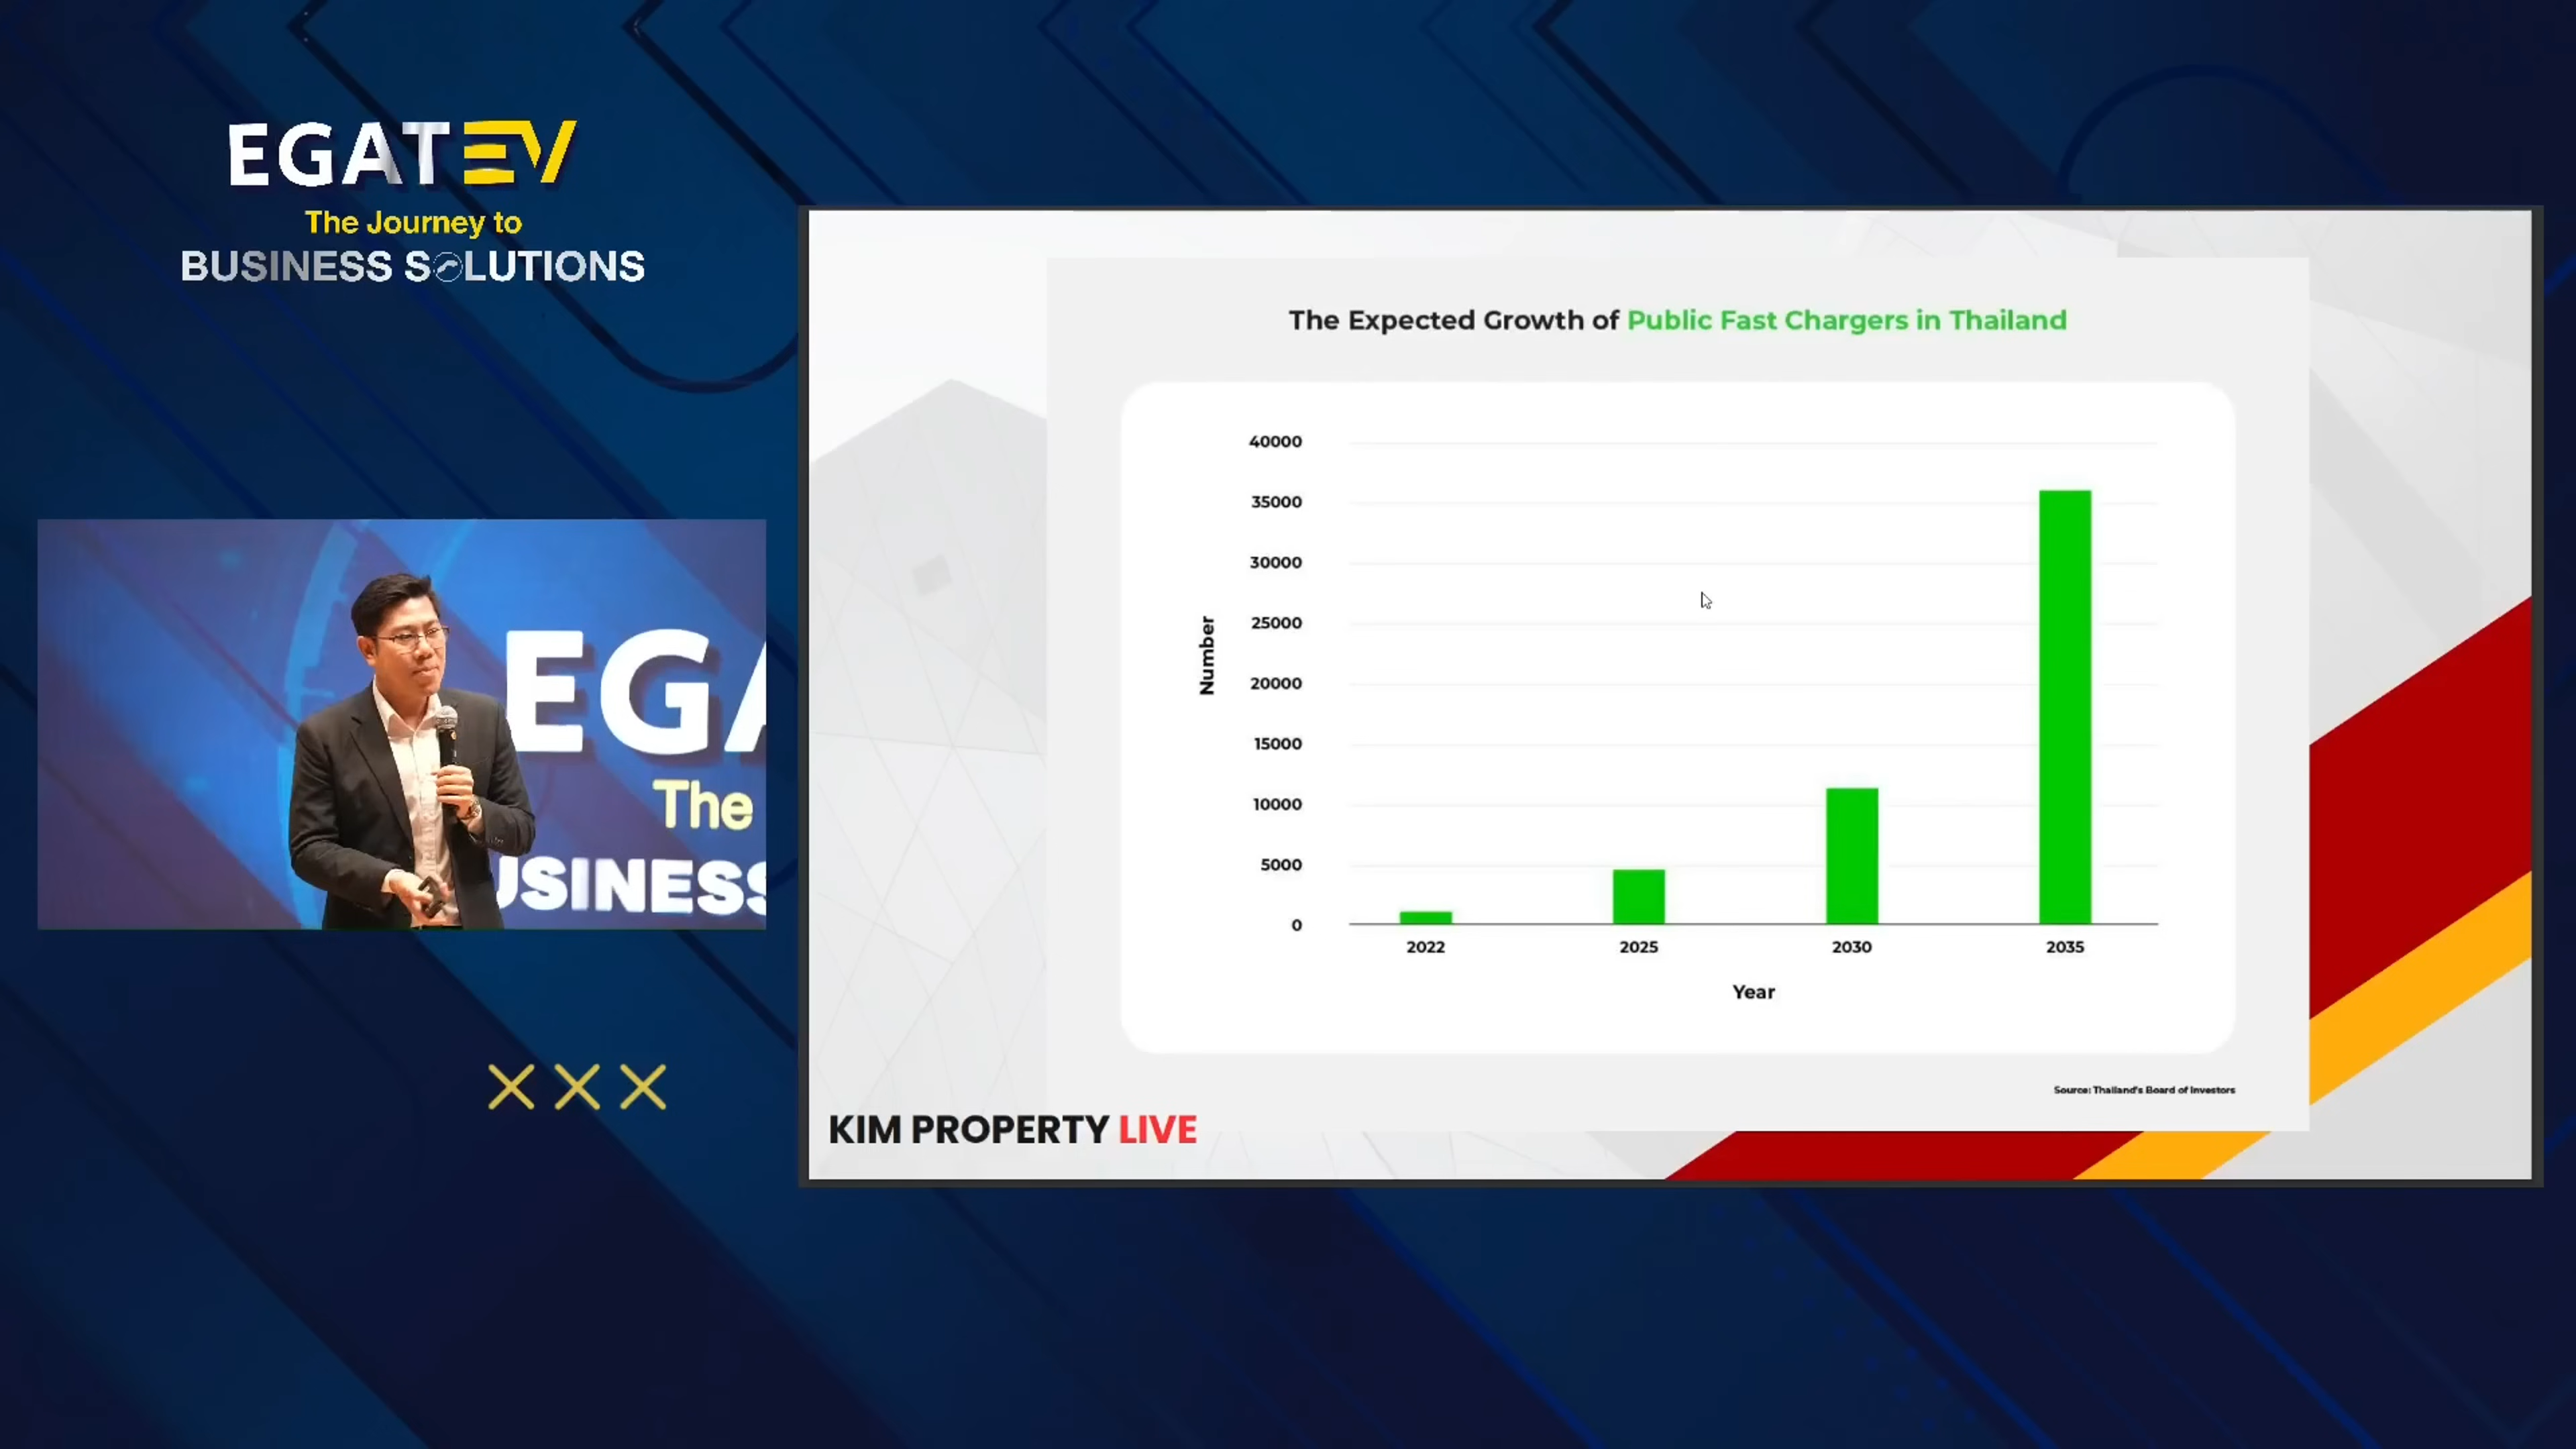 EGATEV
The Journey to
BUSINESS SOLUTIONS
EGA
The
USINESS
The Expected Growth of Public Fast Chargers in Thailand
40000
35000
30000
25000
20000
15000
10000
5000
0
Number
2022
2025
2030
2035
Year
Source: Thailand's Board of Investors
KIM PROPERTY LIVE